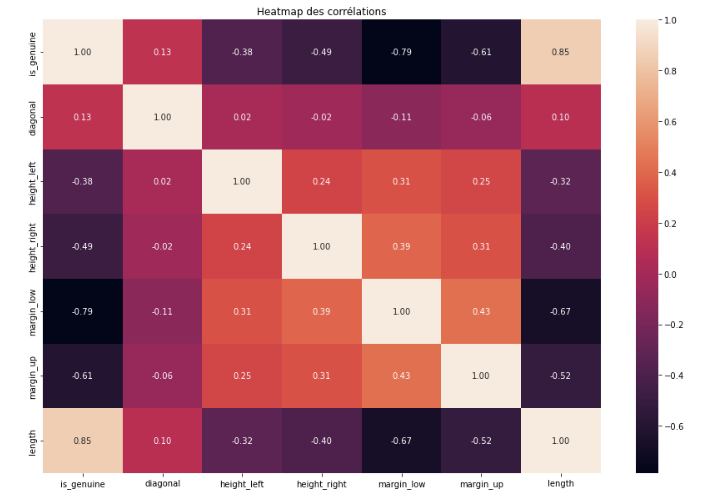 Heatmap des corrélations
is_genuine 1.00 0.13 -0.38 -0.49 -0.79 -0.61 0.85
diagonal 0.13 1.00 0.02 -0.02 -0.11 -0.06 0.10
height_left -0.38 0.02 1.00 0.24 0.31 0.25 -0.32
height_right -0.49 -0.02 0.24 1.00 0.39 0.31 -0.40
margin_low -0.79 -0.11 0.31 0.39 1.00 0.43 -0.67
margin_up -0.61 -0.06 0.25 0.31 0.43 1.00 -0.52
length 0.85 0.10 -0.32 -0.40 -0.67 -0.52 1.00
is_genuine diagonal height_left height_right margin_low margin_up length
1.0
0.8
0.6
0.4
0.2
0.0
−0.2
−0.4
−0.6